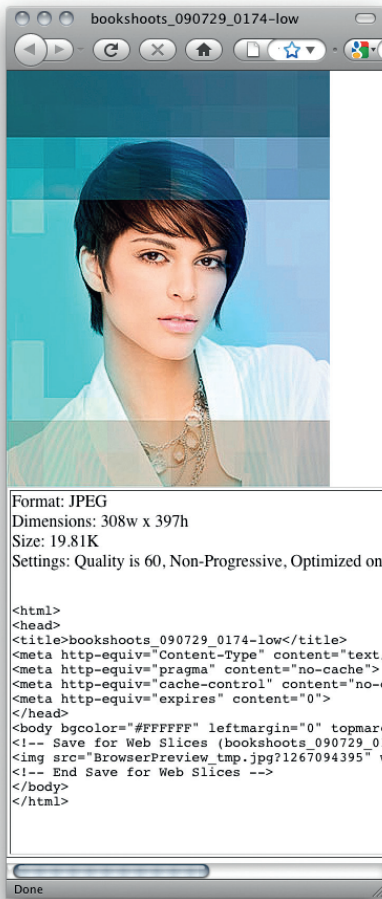 bookshoots_090729_0174-low
Format: JPEG
Dimensions: 308w x 397h
Size: 19.81K
Settings: Quality is 60, Non-Progressive, Optimized on
<html>
<head>
<title>bookshoots_090729_0174-low</title>
<meta http-equiv="Content-Type" content="text
<meta http-equiv="pragma" content="no-cache">
<meta http-equiv="cache-control" content="no-
<meta http-equiv="expires" content="0">
</head>
<body bgcolor="#FFFFFF" leftmargin="0" topmar
<!-- Save for Web Slices (bookshoots_090729_0
<img src="BrowserPreview_tmp.jpg?1267094395"
<!-- End Save for Web Slices -->
</body>
</html>
Done